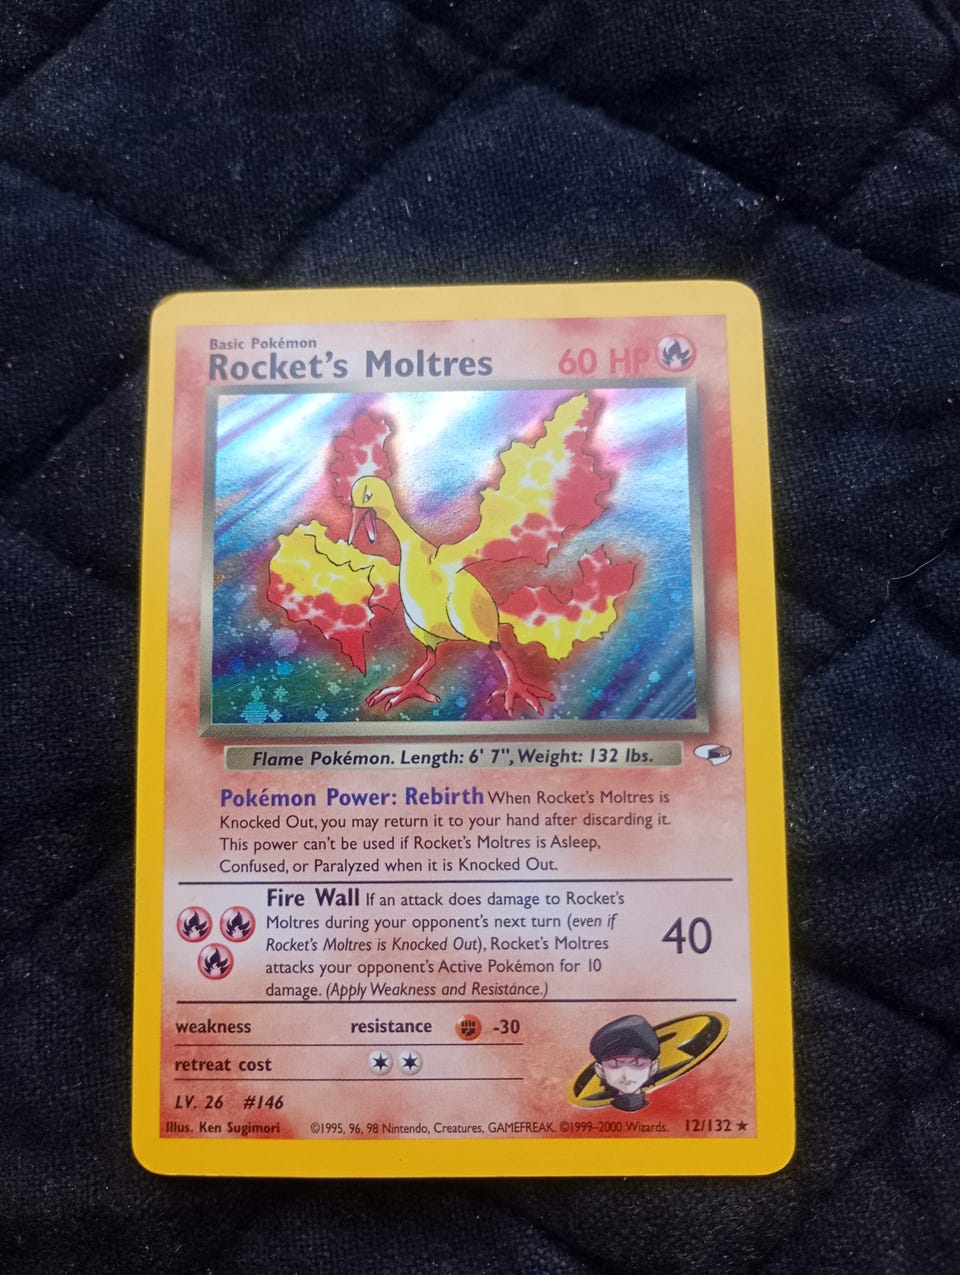 Basic Pokémon
Rocket's Moltres 60 HP
Flame Pokémon. Length: 6' 7", Weight: 132 lbs.
Pokémon Power: Rebirth When Rocket's Moltres is
Knocked Out, you may return it to your hand after discarding it.
This power can't be used if Rocket's Moltres is Asleep,
Confused, or Paralyzed when it is Knocked Out.
Fire Wall If an attack does damage to Rocket's
Moltres during your opponent's next turn (even if
Rocket's Moltres is Knocked Out), Rocket's Moltres
attacks your opponent's Active Pokémon for 10
damage. (Apply Weakness and Resistance.)
40
weakness resistance -30
retreat cost
LV. 26 #146
Illus. Ken Sugimori ©1995, 96, 98 Nintendo, Creatures, GAMEFREAK. ©1999-2000 Wizards. 12/132 ★